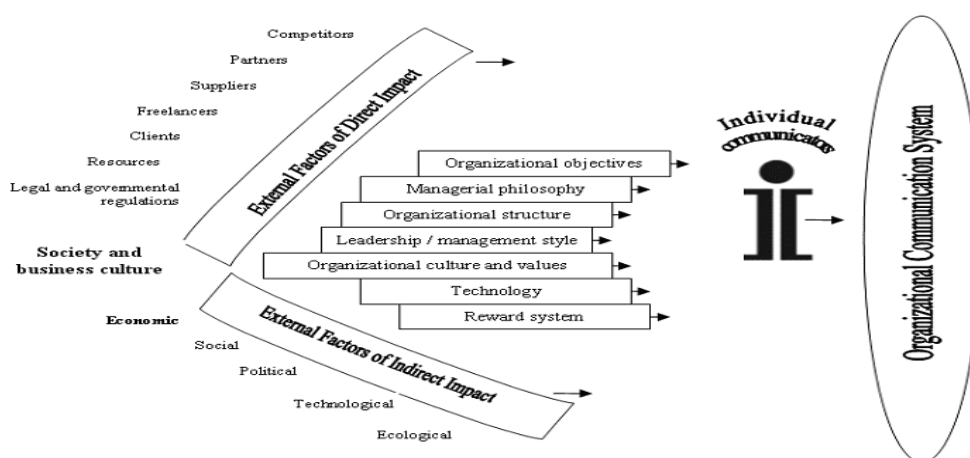 Competitors
Partners
Suppliers
Freelancers
Clients
Resources
Legal and governmental
regulations
Society and
business culture
Economic
Social
Political
Technological
Ecological
External Factors of Direct Impact
External Factors of Indirect Impact
Organizational objectives
Managerial philosophy
Organizational structure
Leadership / management style
Organizational culture and values
Technology
Reward system
Individual
communicators
Organizational Communication System